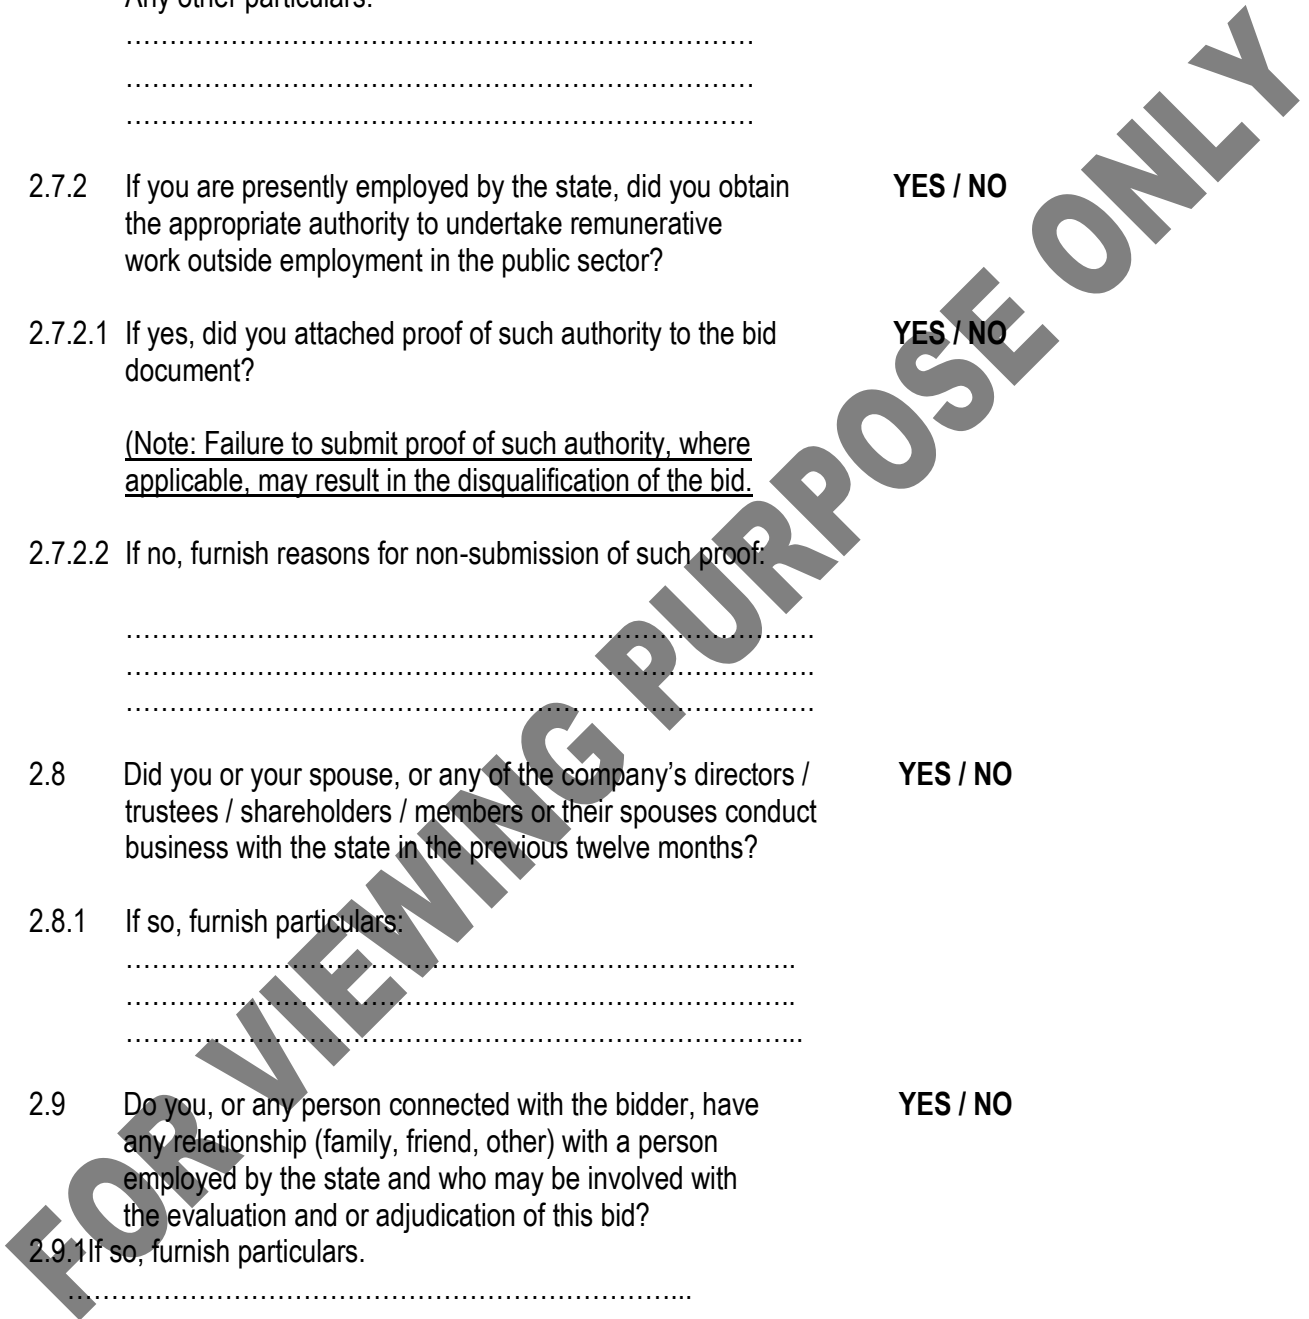 Any other particulars:
………………………………………………………………
………………………………………………………………
………………………………………………………………
2.7.2 If you are presently employed by the state, did you obtain YES / NO
the appropriate authority to undertake remunerative
work outside employment in the public sector?
2.7.2.1 If yes, did you attached proof of such authority to the bid YES / NO
document?
(Note: Failure to submit proof of such authority, where
applicable, may result in the disqualification of the bid.
2.7.2.2 If no, furnish reasons for non-submission of such proof:
…………………………………………………………………….
…………………………………………………………………….
…………………………………………………………………….
2.8 Did you or your spouse, or any of the company’s directors / YES / NO
trustees / shareholders / members or their spouses conduct
business with the state in the previous twelve months?
2.8.1 If so, furnish particulars:
…………………………………………………………………..
…………………………………………………………………..
…………………………………………………………………...
2.9 Do you, or any person connected with the bidder, have YES / NO
any relationship (family, friend, other) with a person
employed by the state and who may be involved with
the evaluation and or adjudication of this bid?
2.9.1If so, furnish particulars.
……………………………………………………………...
FOR VIEWING PURPOSE ONLY